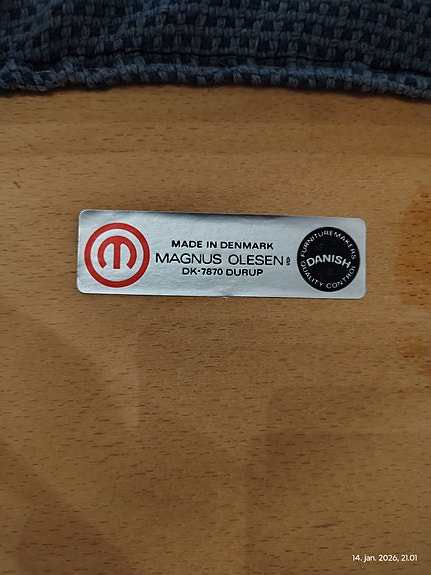 MADE IN DENMARK
MAGNUS OLESEN
DK-7870 DURUP
FURNITUREMAKERS
DANISH
QUALITY CONTROL
14. jan. 2026, 21.01